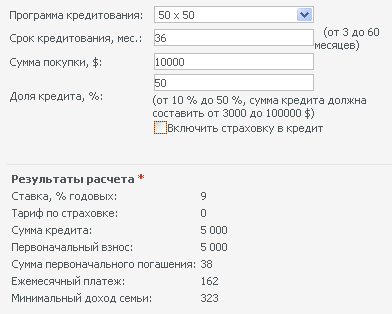 Программа кредитования: 50 x 50
Срок кредитования, мес.: 36 (от 3 до 60 месяцев)
Сумма покупки, $: 10000
Доля кредита, %: 50
(от 10 % до 50 %, сумма кредита должна
составить от 3000 до 100000 $)
Включить страховку в кредит
Результаты расчета *
Ставка, % годовых: 9
Тариф по страховке: 0
Сумма кредита: 5 000
Первоначальный взнос: 5 000
Сумма первоначального погашения: 38
Ежемесячный платеж: 162
Минимальный доход семьи: 323